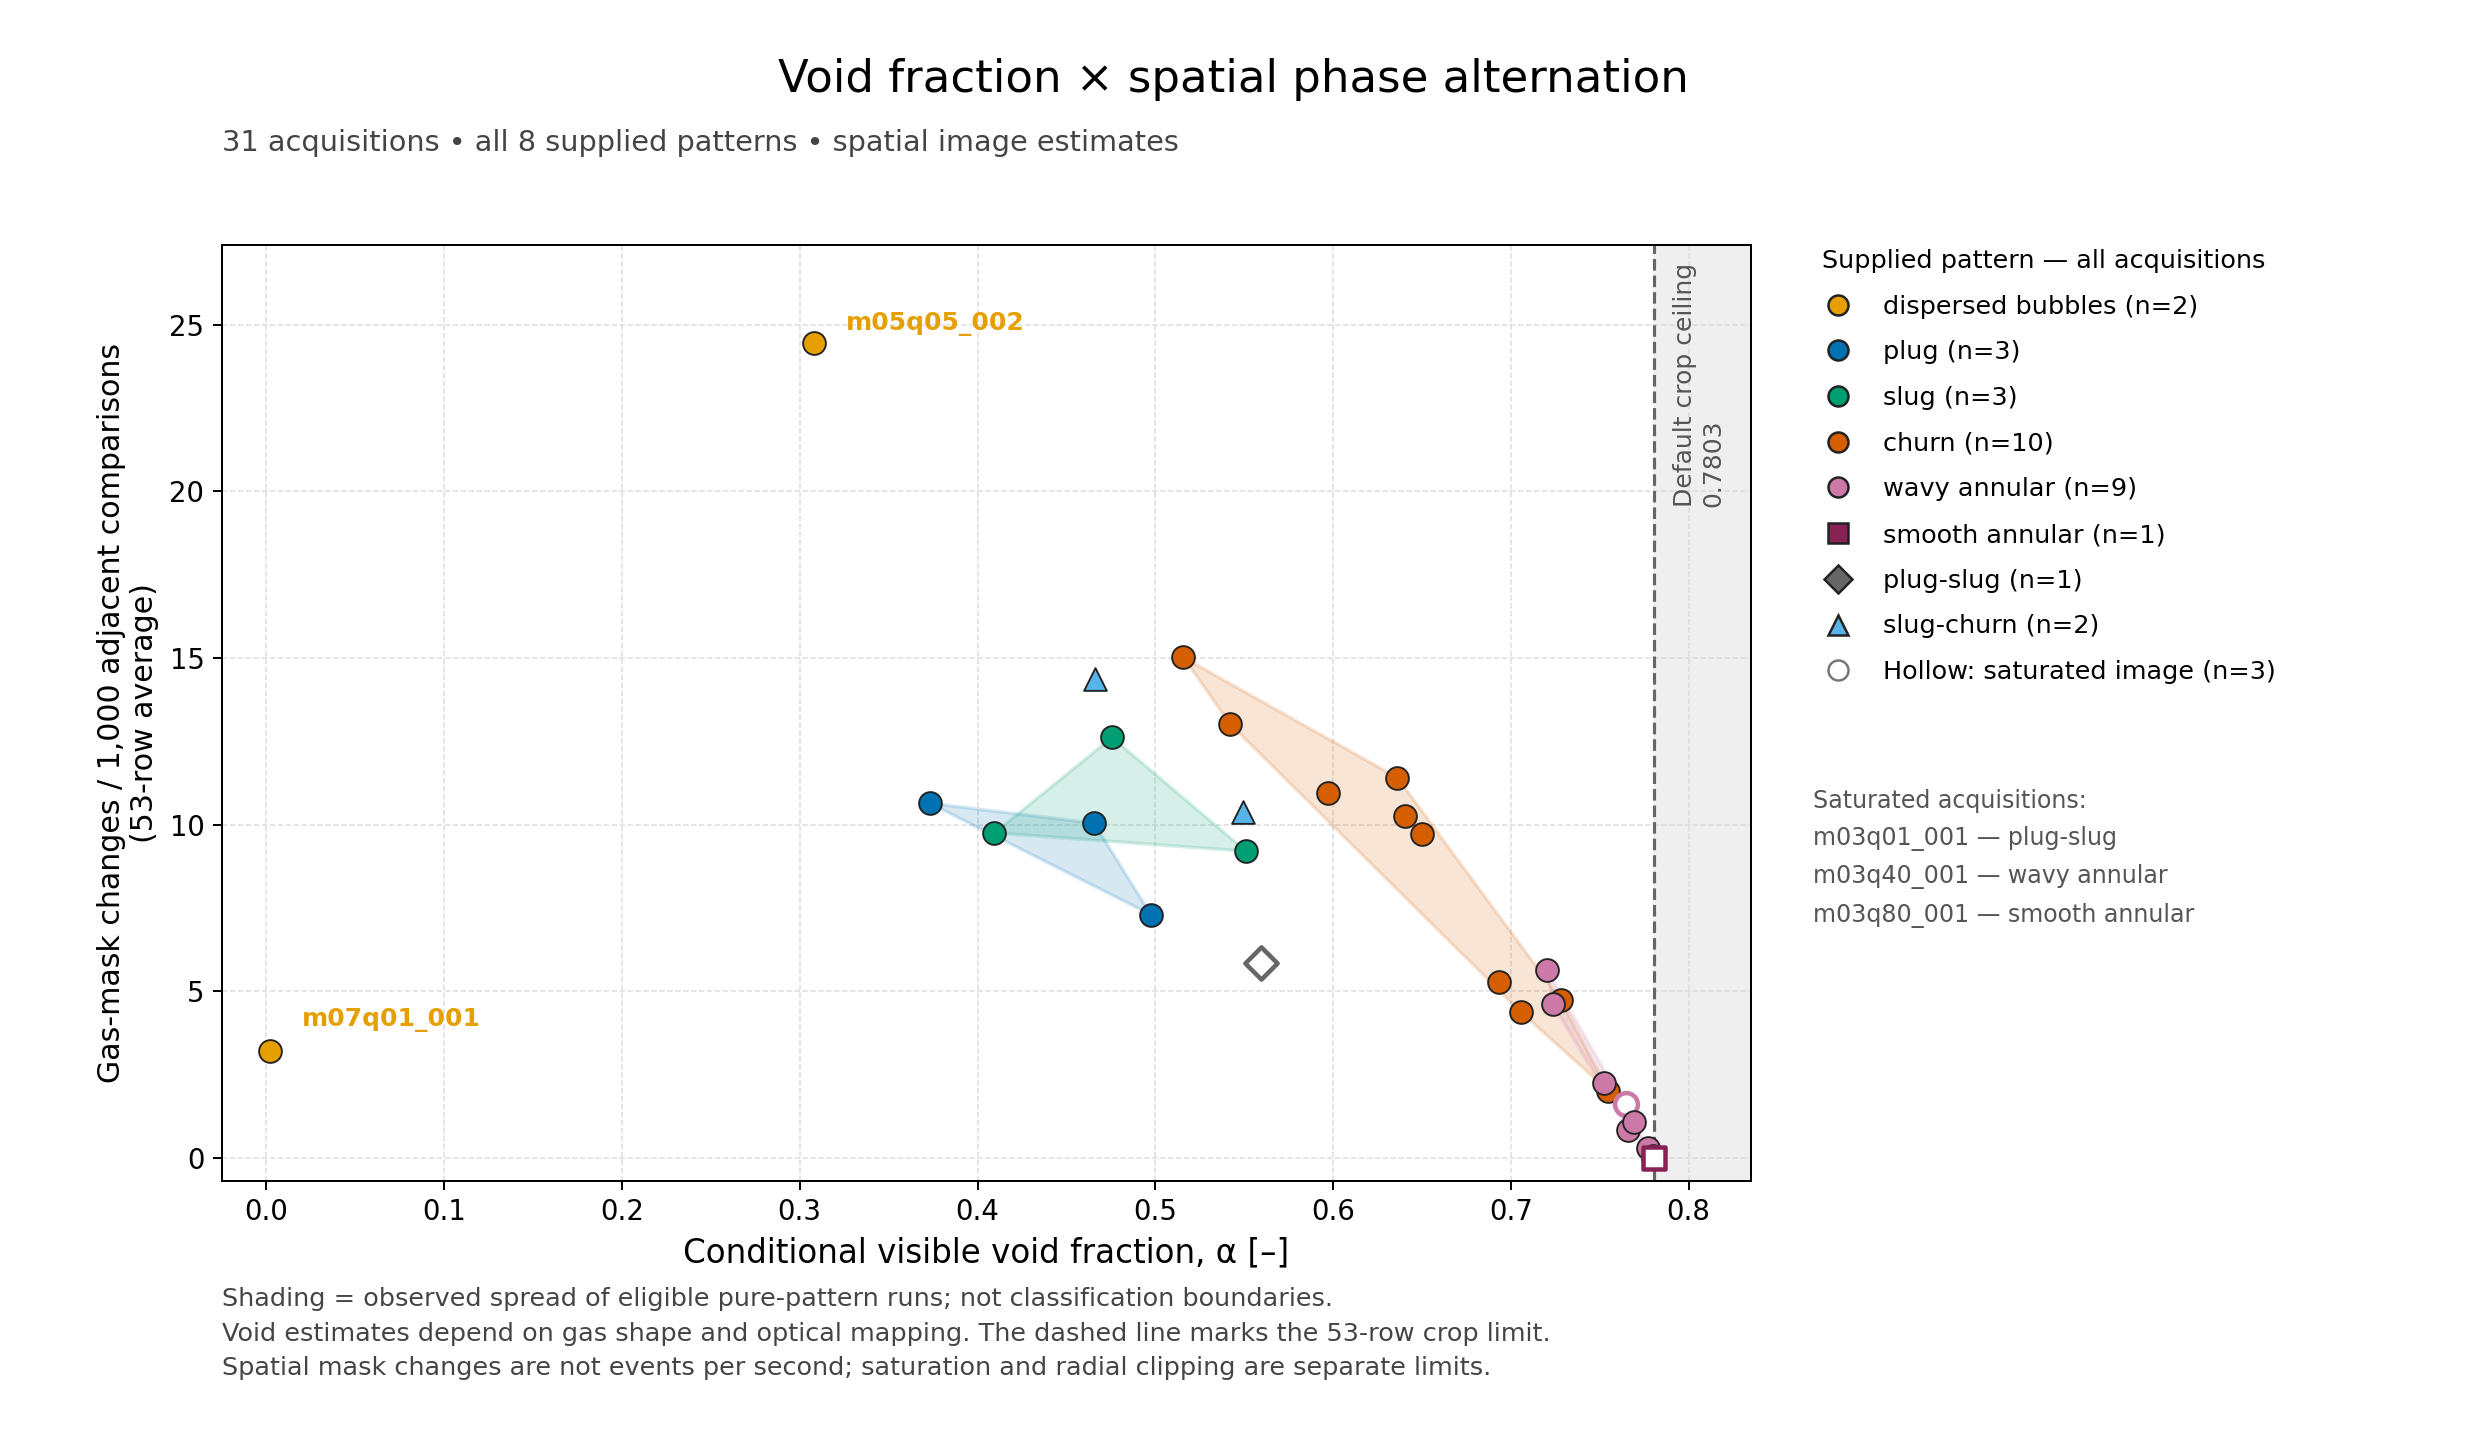 Void fraction × spatial phase alternation
31 acquisitions • all 8 supplied patterns • spatial image estimates
Gas-mask changes / 1,000 adjacent comparisons
(53-row average)
25
20
15
10
5
0
m05q05_002
m07q01_001
Default crop ceiling
0.7803
0.0 0.1 0.2 0.3 0.4 0.5 0.6 0.7 0.8
Conditional visible void fraction, α [–]
Supplied pattern — all acquisitions
dispersed bubbles (n=2)
plug (n=3)
slug (n=3)
churn (n=10)
wavy annular (n=9)
smooth annular (n=1)
plug-slug (n=1)
slug-churn (n=2)
Hollow: saturated image (n=3)
Saturated acquisitions:
m03q01_001 — plug-slug
m03q40_001 — wavy annular
m03q80_001 — smooth annular
Shading = observed spread of eligible pure-pattern runs; not classification boundaries.
Void estimates depend on gas shape and optical mapping. The dashed line marks the 53-row crop limit.
Spatial mask changes are not events per second; saturation and radial clipping are separate limits.